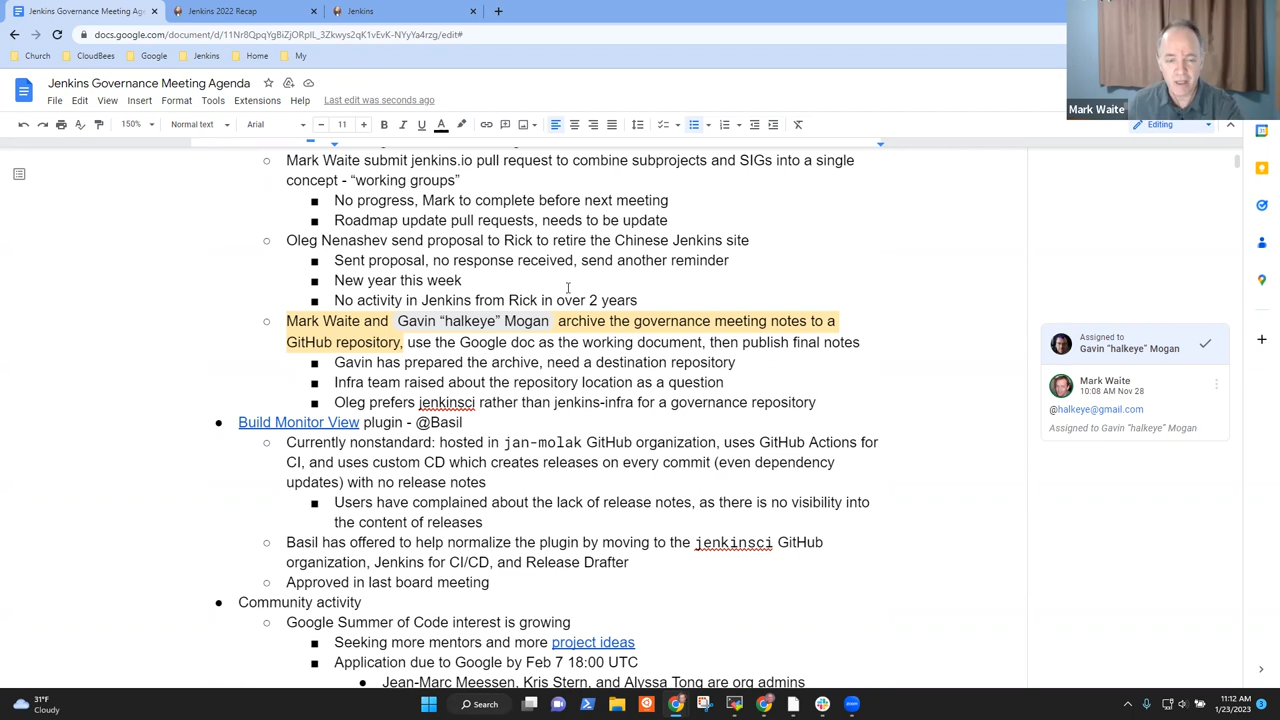 Jenkins Governance Meeting Ag
Jenkins 2022 Recap
Jenkins
docs.google.com/document/d/11Nr8QpqYgBiZjORpIL_3Zkwys2qK1vEvK-NYyYa4rzg/edit#
Church
CloudBees
Google
Jenkins
Home
My
Jenkins Governance Meeting Agenda
File Edit View Insert Format Tools Extensions Help Last edit was seconds ago
150% Normal text Arial 11 Editing
Mark Waite
Mark Waite submit jenkins.io pull request to combine subprojects and SIGs into a single
concept - “working groups”
No progress, Mark to complete before next meeting
Roadmap update pull requests, needs to be update
Oleg Nenashev send proposal to Rick to retire the Chinese Jenkins site
Sent proposal, no response received, send another reminder
New year this week
No activity in Jenkins from Rick in over 2 years
Mark Waite and Gavin “halkeye” Mogan archive the governance meeting notes to a
GitHub repository, use the Google doc as the working document, then publish final notes
Gavin has prepared the archive, need a destination repository
Infra team raised about the repository location as a question
Oleg prefers jenkinsci rather than jenkins-infra for a governance repository
Build Monitor View plugin - @Basil
Currently nonstandard: hosted in jan-molak GitHub organization, uses GitHub Actions for
CI, and uses custom CD which creates releases on every commit (even dependency
updates) with no release notes
Users have complained about the lack of release notes, as there is no visibility into
the content of releases
Basil has offered to help normalize the plugin by moving to the jenkinsci GitHub
organization, Jenkins for CI/CD, and Release Drafter
Approved in last board meeting
Community activity
Google Summer of Code interest is growing
Seeking more mentors and more project ideas
Application due to Google by Feb 7 18:00 UTC
Jean-Marc Meessen, Kris Stern, and Alyssa Tong are org admins
Assigned to
Gavin “halkeye” Mogan
Mark Waite
10:08 AM Nov 28
@halkeye@gmail.com
Assigned to Gavin “halkeye” Mogan
31°F
Cloudy
Search
11:12 AM
1/23/2023
3